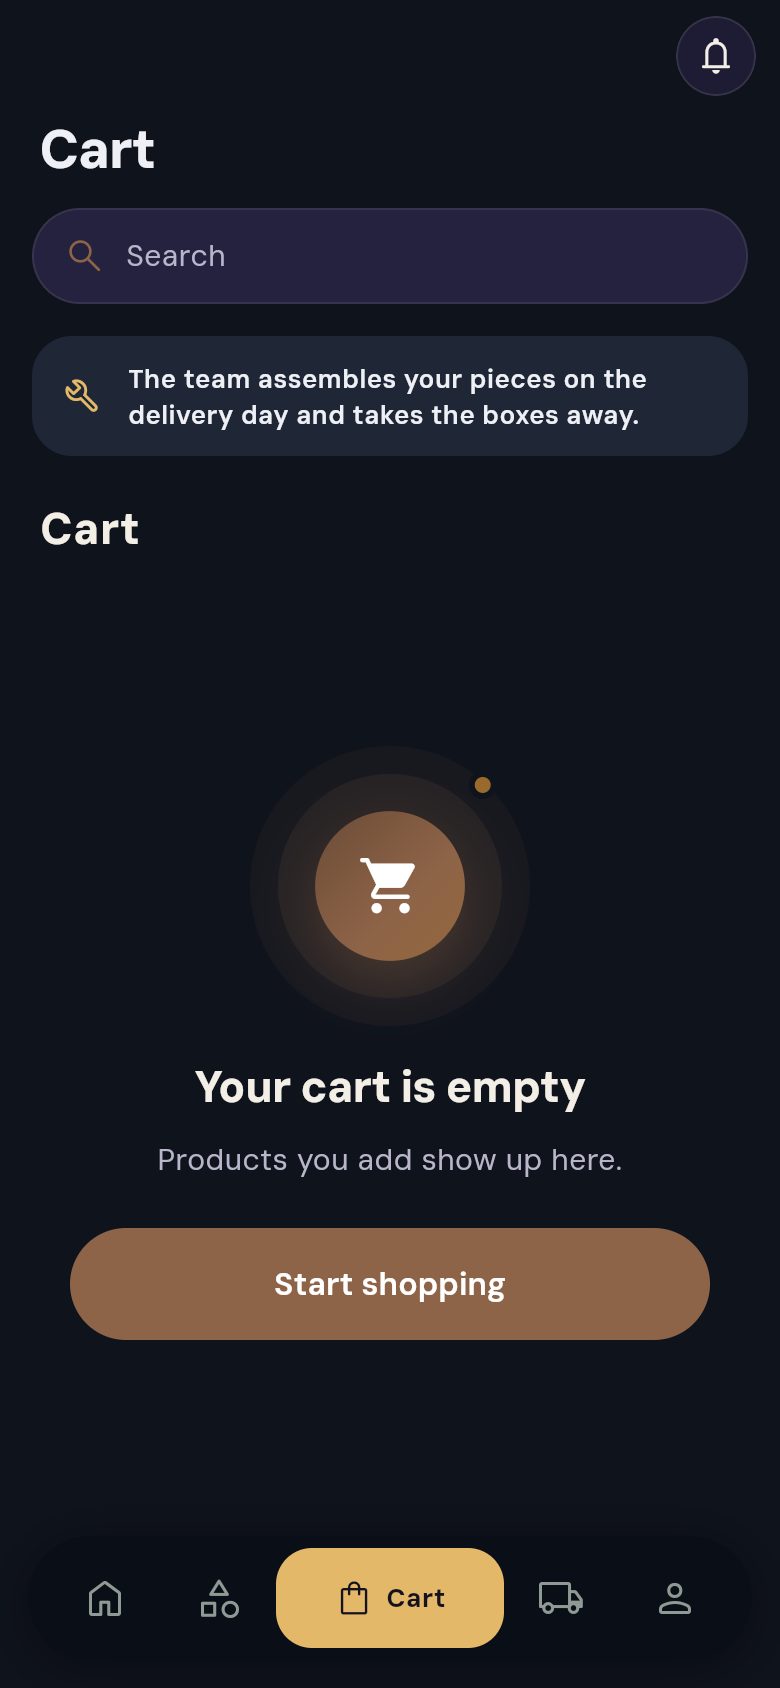 Cart
Search
The team assembles your pieces on the
delivery day and takes the boxes away.
Cart
Your cart is empty
Products you add show up here.
Start shopping
Cart